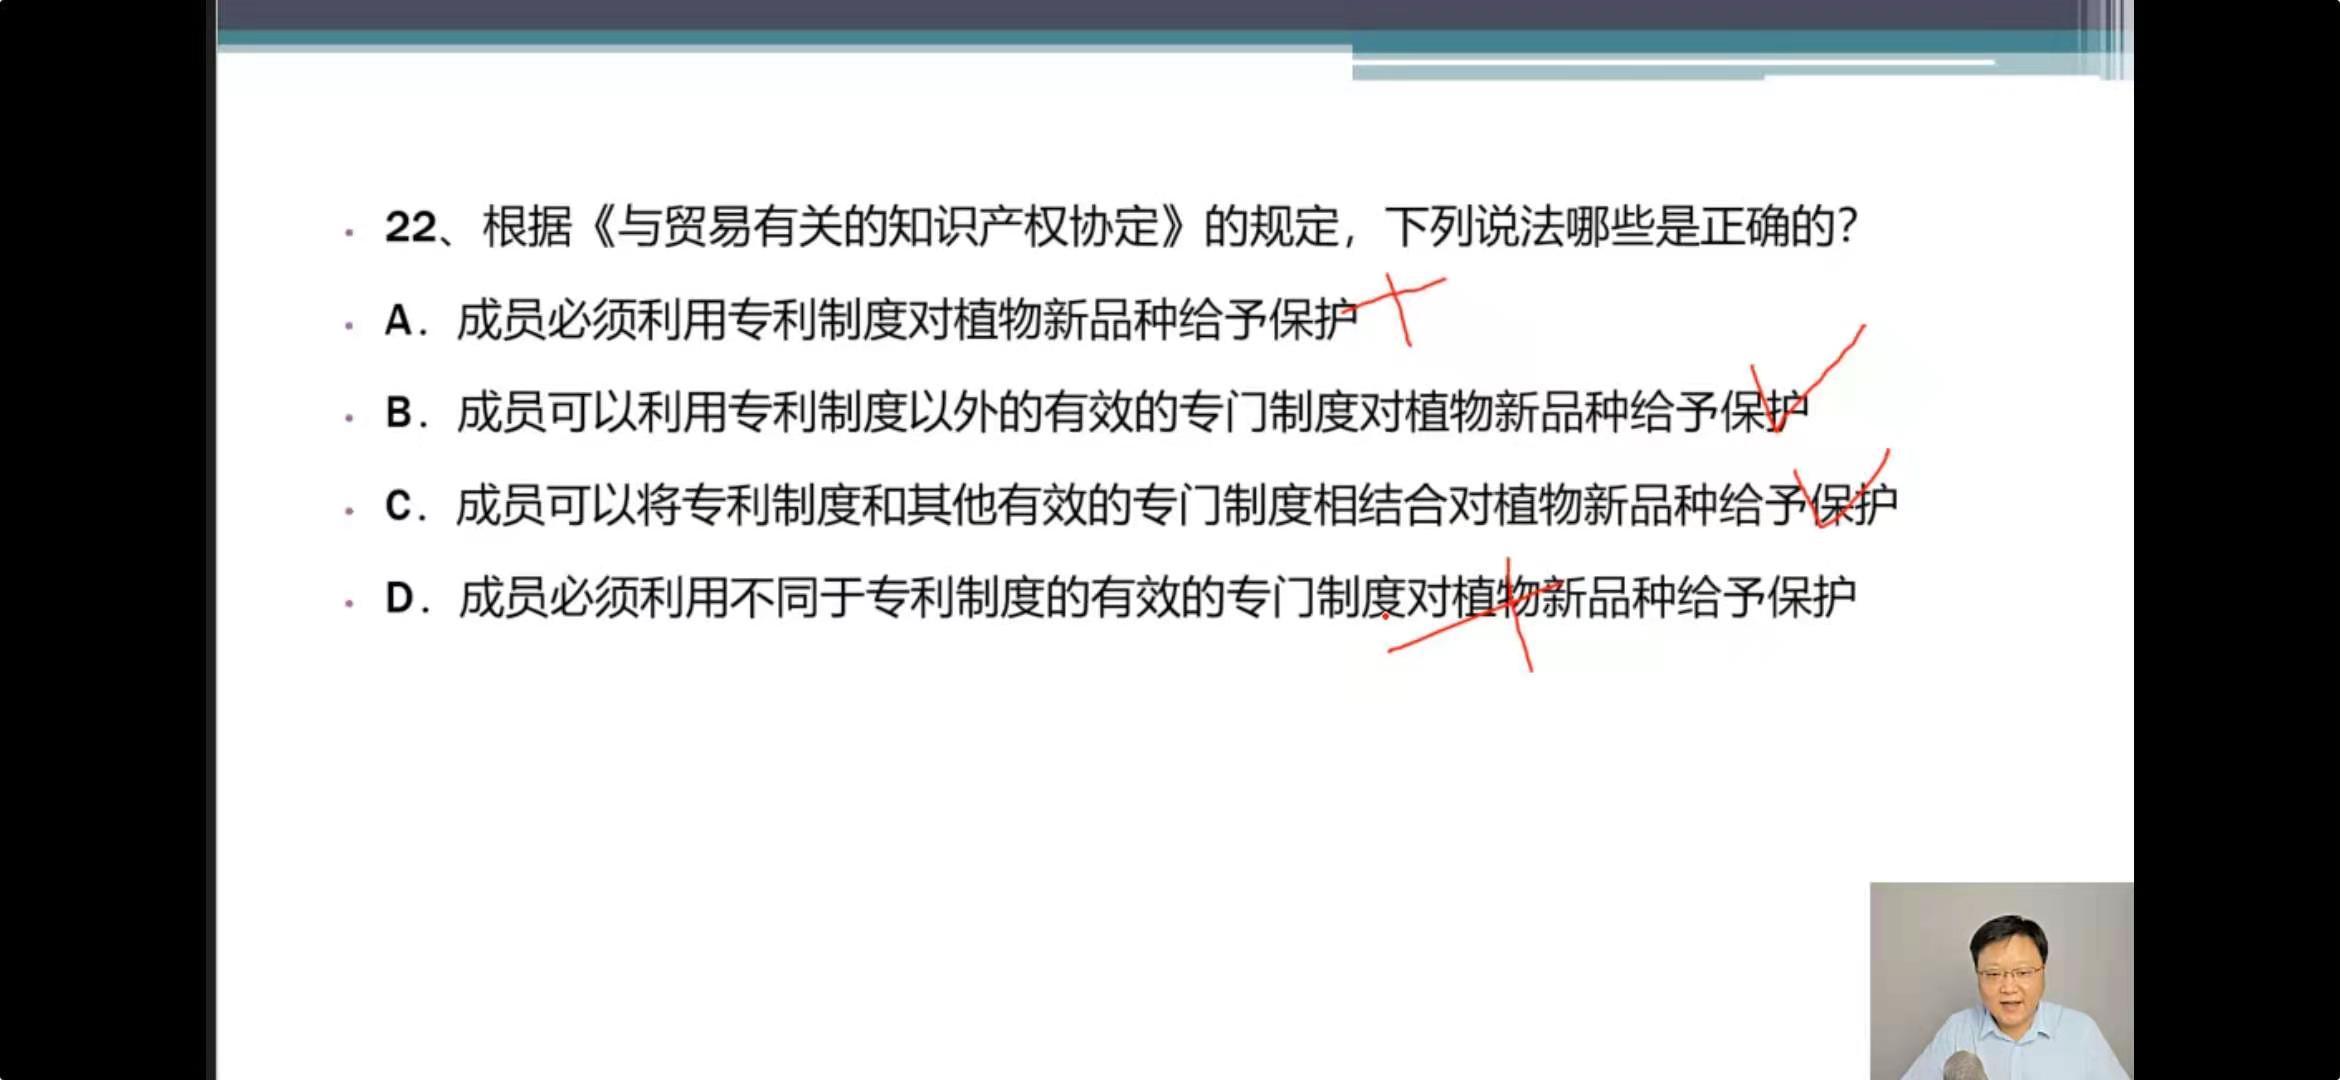 22、根据《与贸易有关的知识产权协定》的规定，下列说法哪些是正确的？
A．成员必须利用专利制度对植物新品种给予保护
B．成员可以利用专利制度以外的有效的专门制度对植物新品种给予保护
C．成员可以将专利制度和其他有效的专门制度相结合对植物新品种给予保护
D．成员必须利用不同于专利制度的有效的专门制度对植物新品种给予保护